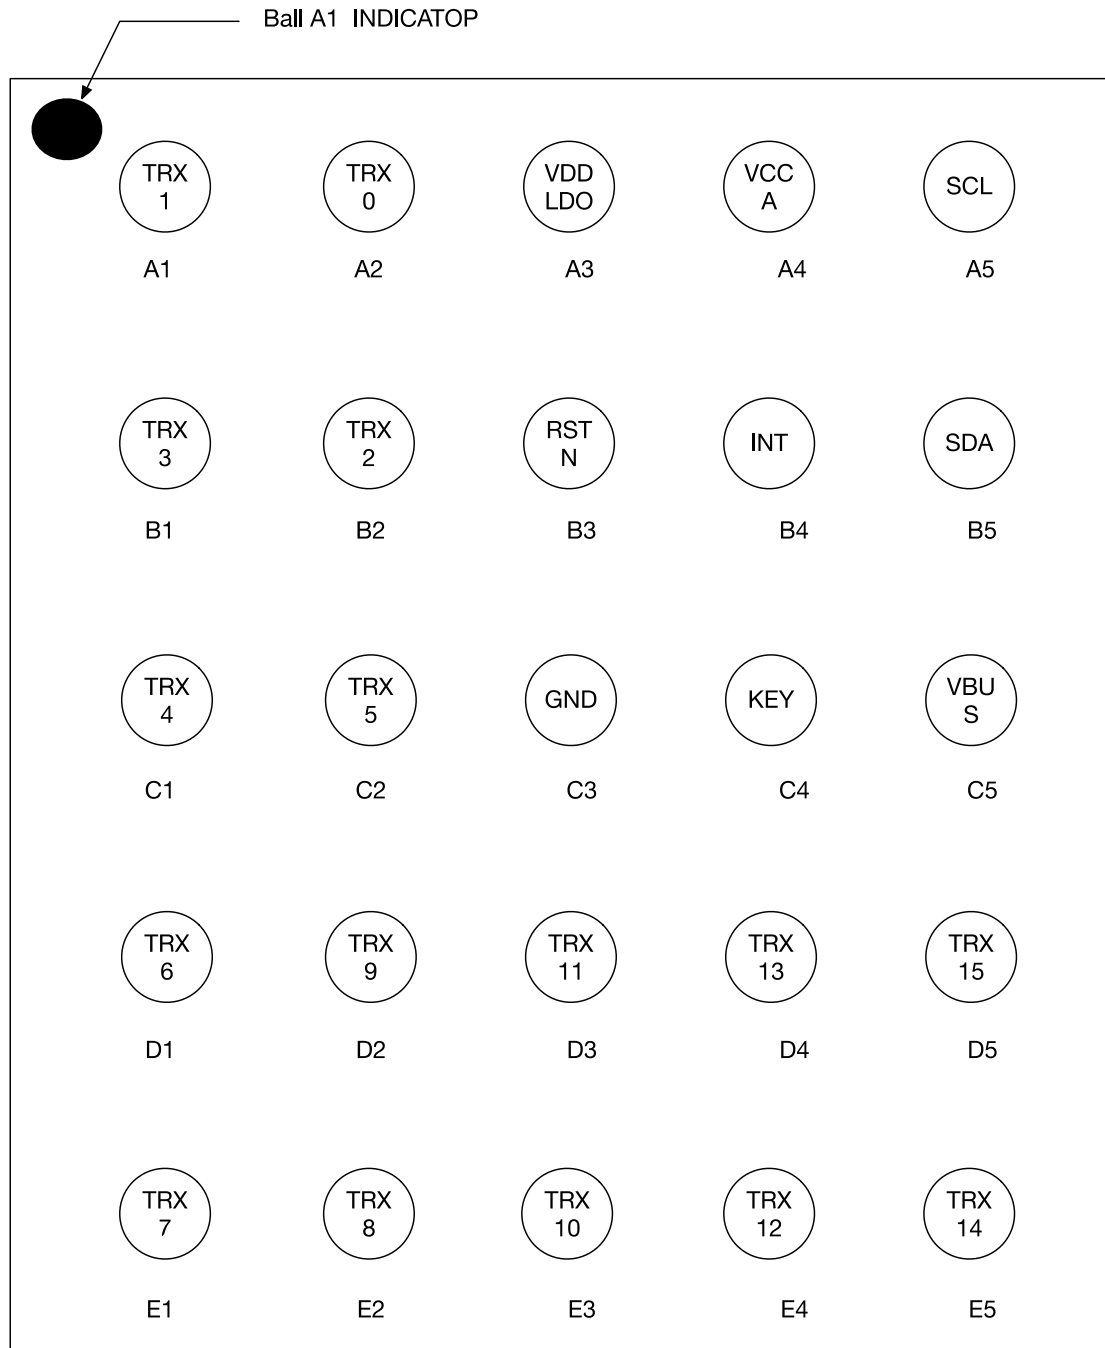 Ball A1 INDICATOP
TRX
1
TRX
0
VDD
LDO
VCC
A
SCL
A1
A2
A3
A4
A5
TRX
3
TRX
2
RST
N
INT
SDA
B1
B2
B3
B4
B5
TRX
4
TRX
5
GND
KEY
VBU
S
C1
C2
C3
C4
C5
TRX
6
TRX
9
TRX
11
TRX
13
TRX
15
D1
D2
D3
D4
D5
TRX
7
TRX
8
TRX
10
TRX
12
TRX
14
E1
E2
E3
E4
E5